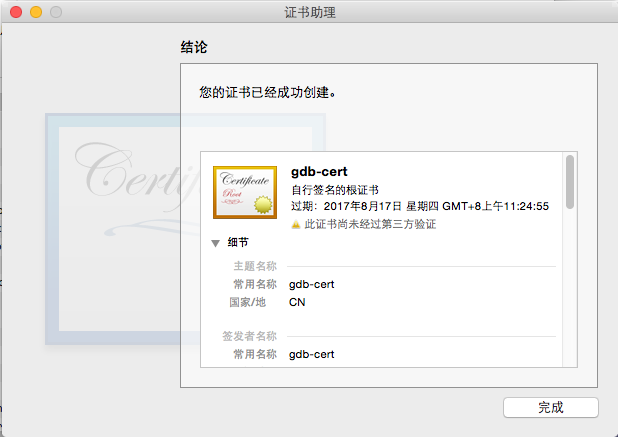 证书助理
结论
您的证书已经成功创建。
Certificate
Root
gdb-cert
自行签名的根证书
过期：2017年8月17日 星期四 GMT+8上午11:24:55
此证书尚未经过第三方验证
细节
主题名称
常用名称 gdb-cert
国家/地 CN
签发者名称
常用名称 gdb-cert
完成